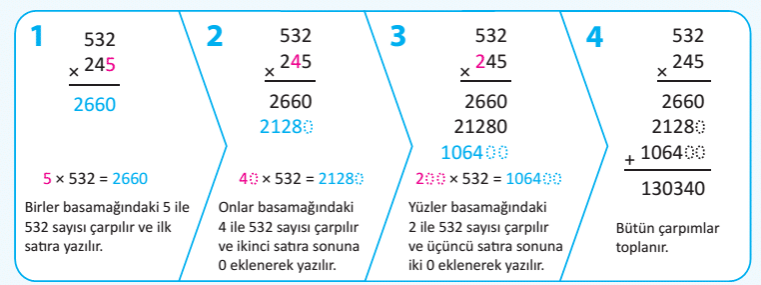 1
532
× 245
2660
5 × 532 = 2660
Birler basamağındaki 5 ile
532 sayısı çarpılır ve ilk
satıra yazılır.
2
532
× 245
2660
21280
40 × 532 = 21280
Onlar basamağındaki
4 ile 532 sayısı çarpılır
ve ikinci satıra sonuna
0 eklenerek yazılır.
3
532
× 245
2660
21280
106400
200 × 532 = 106400
Yüzler basamağındaki
2 ile 532 sayısı çarpılır
ve üçüncü satıra sonuna
iki 0 eklenerek yazılır.
4
532
× 245
2660
21280
+ 106400
130340
Bütün çarpımlar
toplanır.